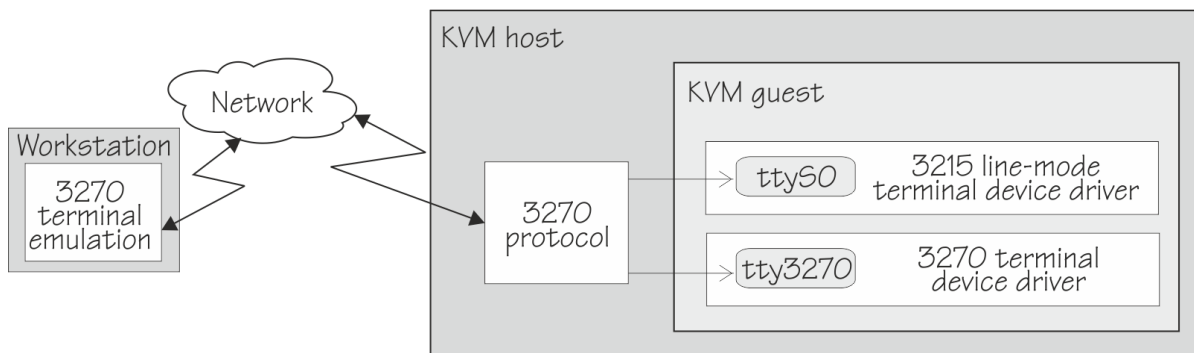 KVM host
KVM guest
Network
Workstation
3270
terminal
emulation
3270
protocol
ttyS0
3215 line-mode
terminal device driver
tty3270
3270 terminal
device driver